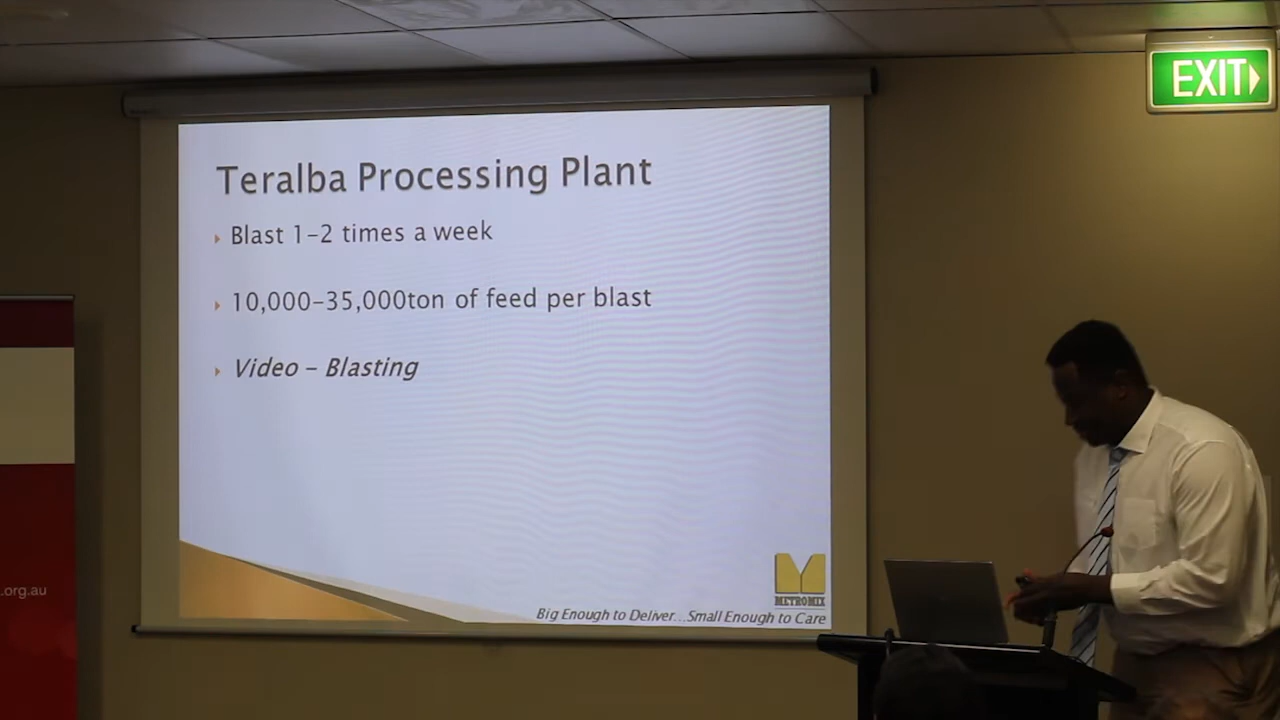 EXIT
Teralba Processing Plant
Blast 1-2 times a week
10,000-35,000ton of feed per blast
Video - Blasting
METROMIX
Big Enough to Deliver...Small Enough to Care
.org.au